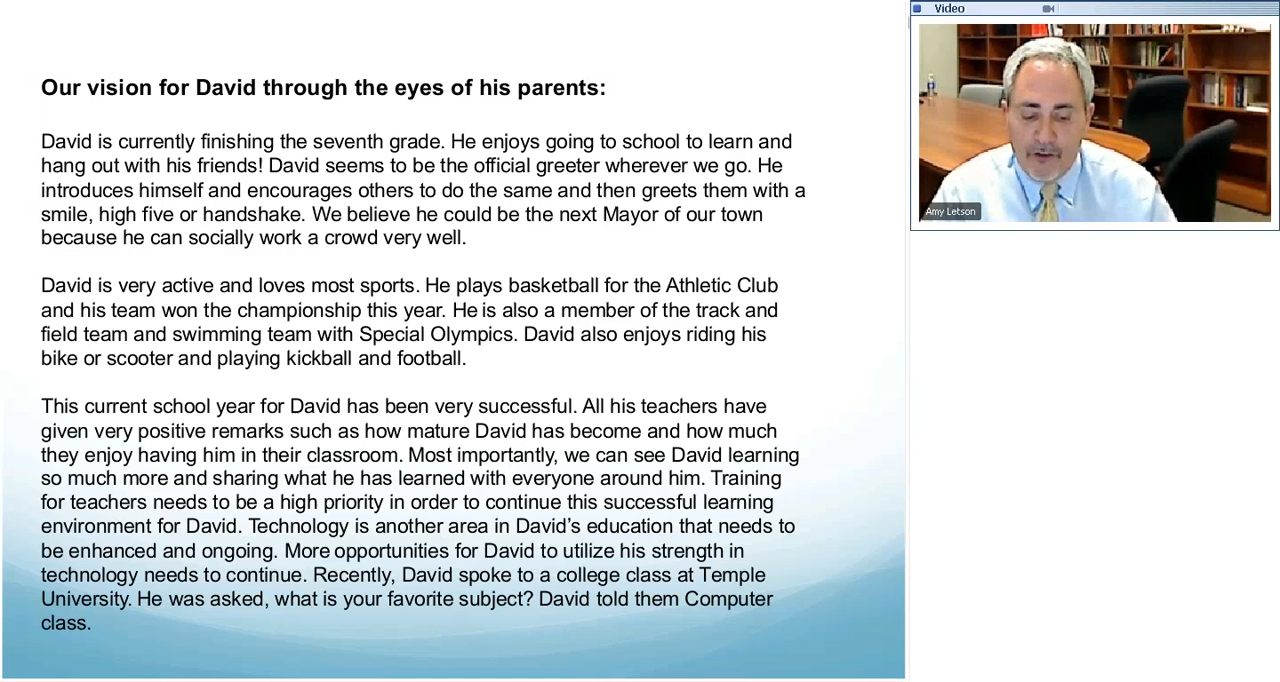 Our vision for David through the eyes of his parents:
David is currently finishing the seventh grade. He enjoys going to school to learn and
hang out with his friends! David seems to be the official greeter wherever we go. He
introduces himself and encourages others to do the same and then greets them with a
smile, high five or handshake. We believe he could be the next Mayor of our town
because he can socially work a crowd very well.
David is very active and loves most sports. He plays basketball for the Athletic Club
and his team won the championship this year. He is also a member of the track and
field team and swimming team with Special Olympics. David also enjoys riding his
bike or scooter and playing kickball and football.
This current school year for David has been very successful. All his teachers have
given very positive remarks such as how mature David has become and how much
they enjoy having him in their classroom. Most importantly, we can see David learning
so much more and sharing what he has learned with everyone around him. Training
for teachers needs to be a high priority in order to continue this successful learning
environment for David. Technology is another area in David’s education that needs to
be enhanced and ongoing. More opportunities for David to utilize his strength in
technology needs to continue. Recently, David spoke to a college class at Temple
University. He was asked, what is your favorite subject? David told them Computer
class.
Video
Amy Letson